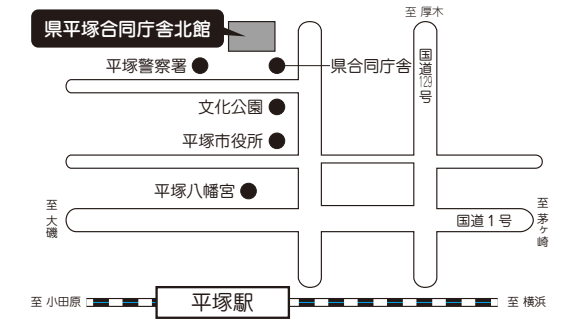 至 厚木
県平塚合同庁舎北館
平塚警察署
県合同庁舎
国道129号
文化公園
平塚市役所
平塚八幡宮
至大磯
国道1号
至茅ヶ崎
至 小田原
平塚駅
至 横浜